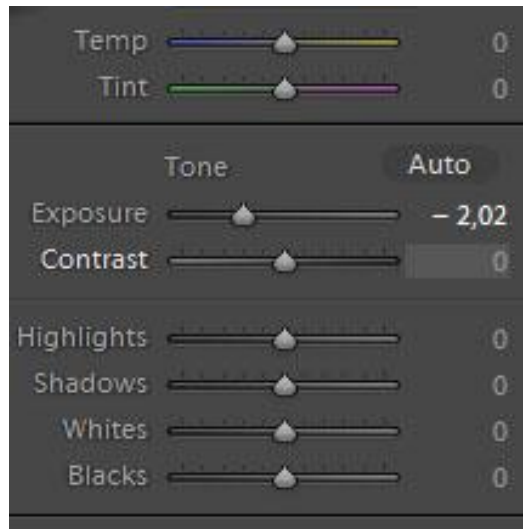 Temp 0
Tint 0
Tone Auto
Exposure – 2,02
Contrast 0
Highlights 0
Shadows 0
Whites 0
Blacks 0